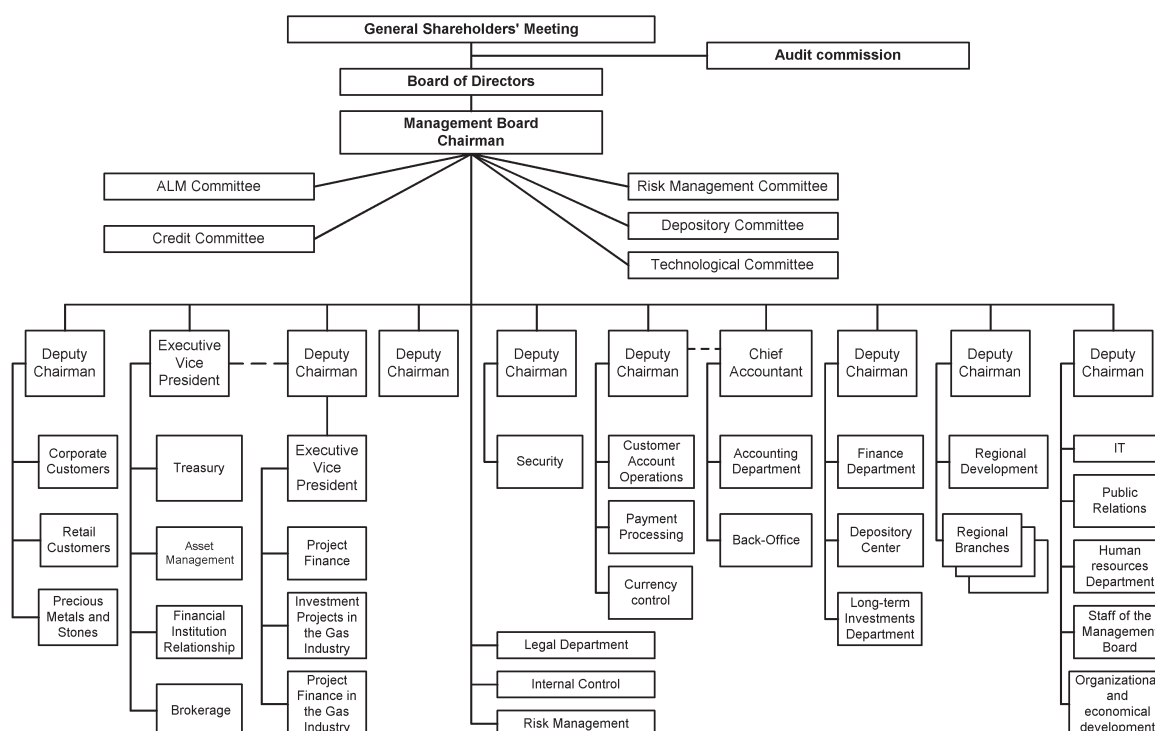 General Shareholders' Meeting
Audit commission
Board of Directors
Management Board
Chairman
ALM Committee
Risk Management Committee
Credit Committee
Depository Committee
Technological Committee
Deputy
Chairman
Executive
Vice
President
Deputy
Chairman
Deputy
Chairman
Deputy
Chairman
Deputy
Chairman
Chief
Accountant
Deputy
Chairman
Deputy
Chairman
Deputy
Chairman
Corporate
Customers
Treasury
Executive
Vice
President
Security
Customer
Account
Operations
Accounting
Department
Finance
Department
Regional
Development
IT
Public
Relations
Retail
Customers
Asset
Management
Project
Finance
Payment
Processing
Back-Office
Depository
Center
Regional
Branches
Human
resources
Department
Precious
Metals and
Stones
Financial
Institution
Relationship
Investment
Projects in
the Gas
Industry
Currency
control
Long-term
Investments
Department
Staff of the
Management
Board
Legal Department
Internal Control
Risk Management
Brokerage
Project
Finance in
the Gas
Industry
Organizational
and
economical
development